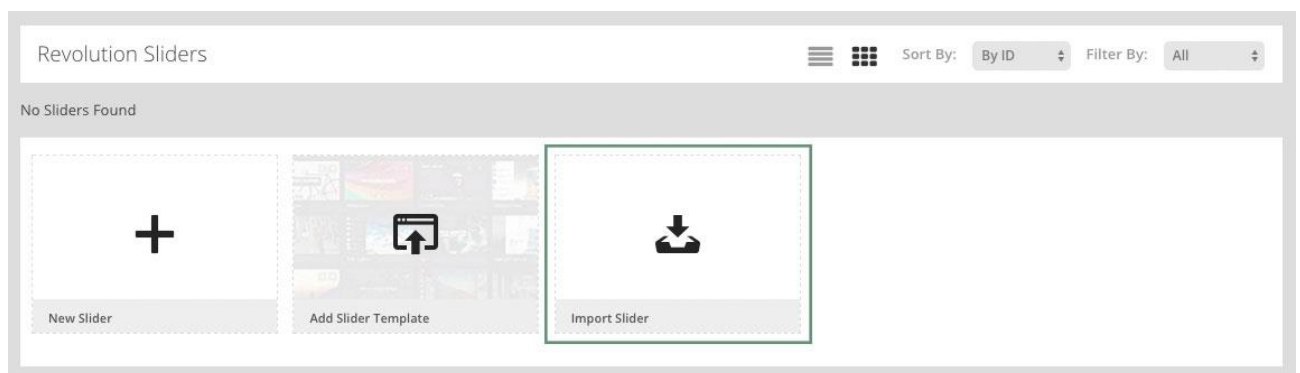 Revolution Sliders
Sort By: By ID Filter By: All
No Sliders Found
New Slider
Add Slider Template
Import Slider